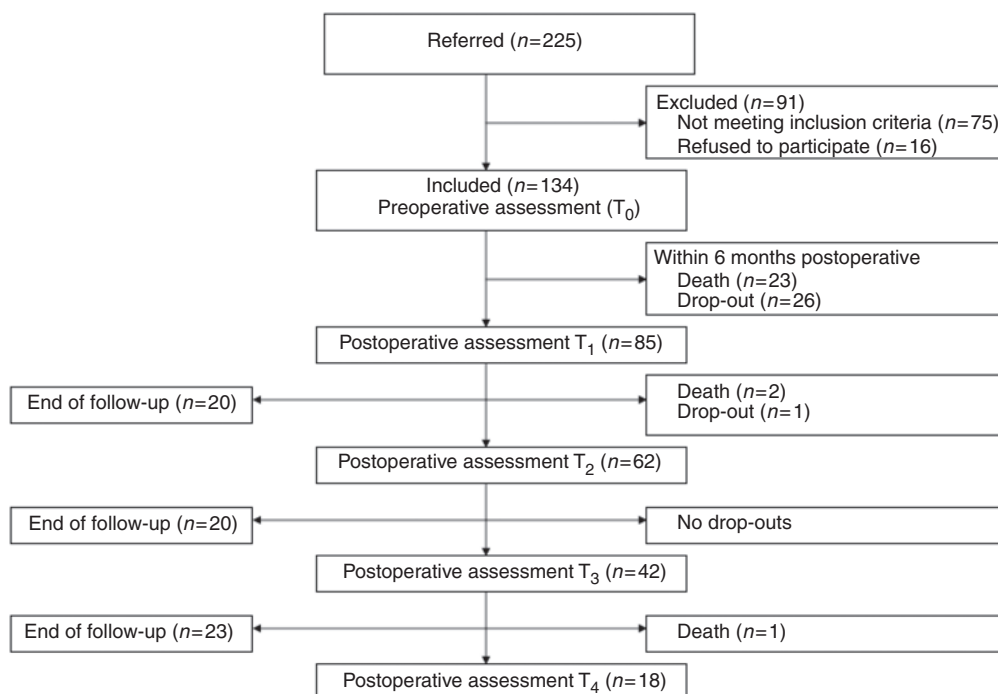 Referred (n=225)
Excluded (n=91)
Not meeting inclusion criteria (n=75)
Refused to participate (n=16)
Included (n=134)
Preoperative assessment (T0)
Within 6 months postoperative
Death (n=23)
Drop-out (n=26)
Postoperative assessment T1 (n=85)
End of follow-up (n=20)
Death (n=2)
Drop-out (n=1)
Postoperative assessment T2 (n=62)
End of follow-up (n=20)
No drop-outs
Postoperative assessment T3 (n=42)
End of follow-up (n=23)
Death (n=1)
Postoperative assessment T4 (n=18)